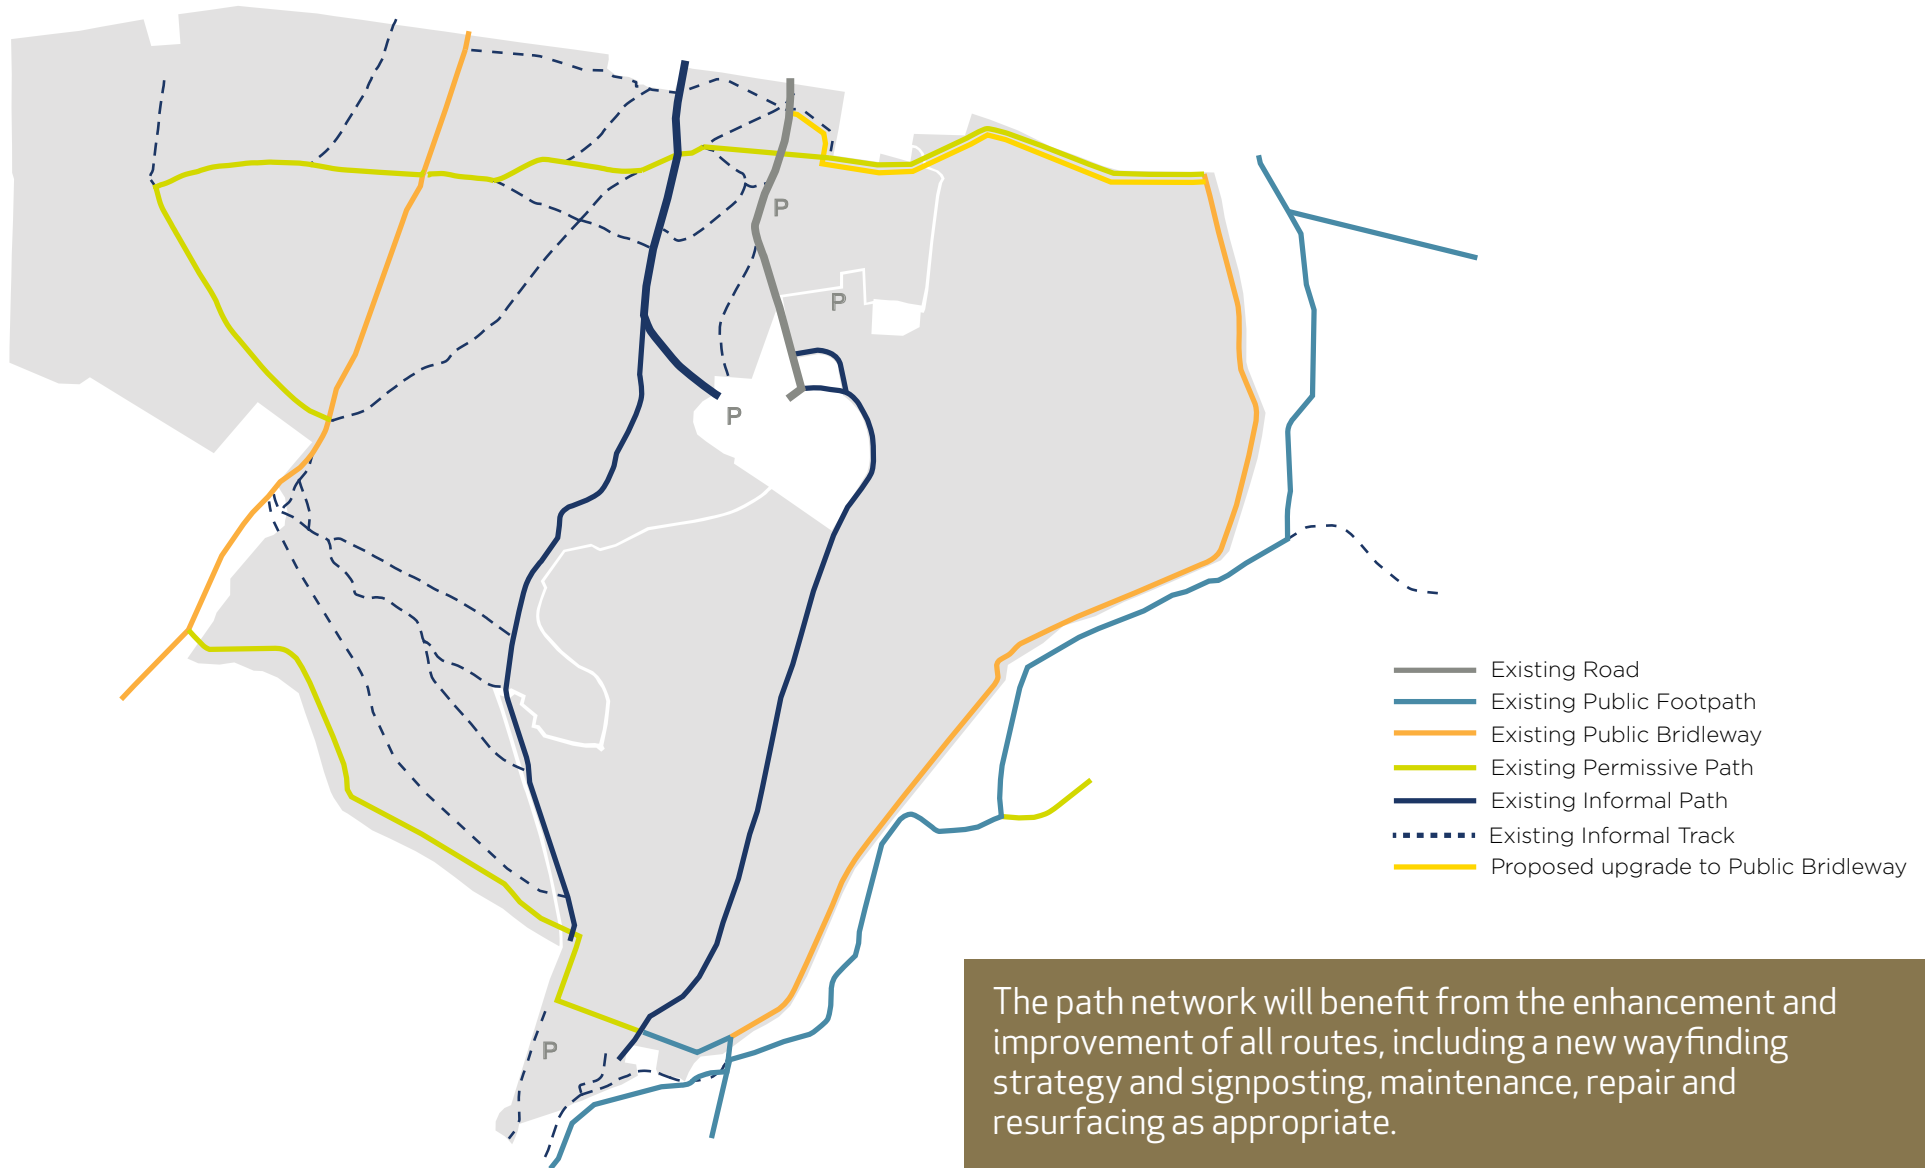 P
P
P
Existing Road
Existing Public Footpath
Existing Public Bridleway
Existing Permissive Path
Existing Informal Path
Existing Informal Track
Proposed upgrade to Public Bridleway
The path network will benefit from the enhancement and
improvement of all routes, including a new wayfinding
strategy and signposting, maintenance, repair and
resurfacing as appropriate.
P